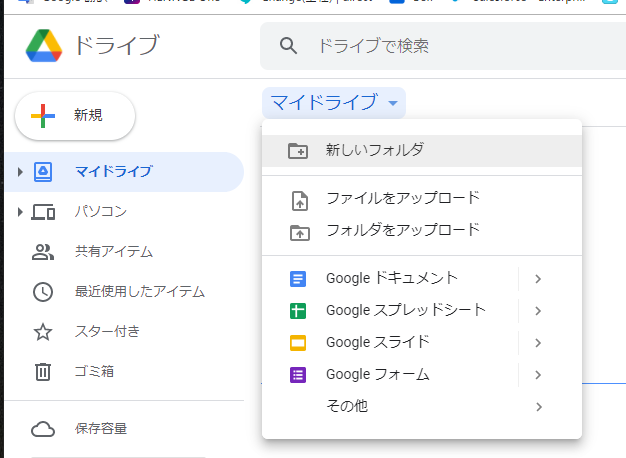 ドライブ
ドライブで検索
新規
マイドライブ
マイドライブ
新しいフォルダ
パソコン
ファイルをアップロード
フォルダをアップロード
共有アイテム
最近使用したアイテム
Google ドキュメント
Google スプレッドシート
スター付き
Google スライド
ゴミ箱
Google フォーム
その他
保存容量